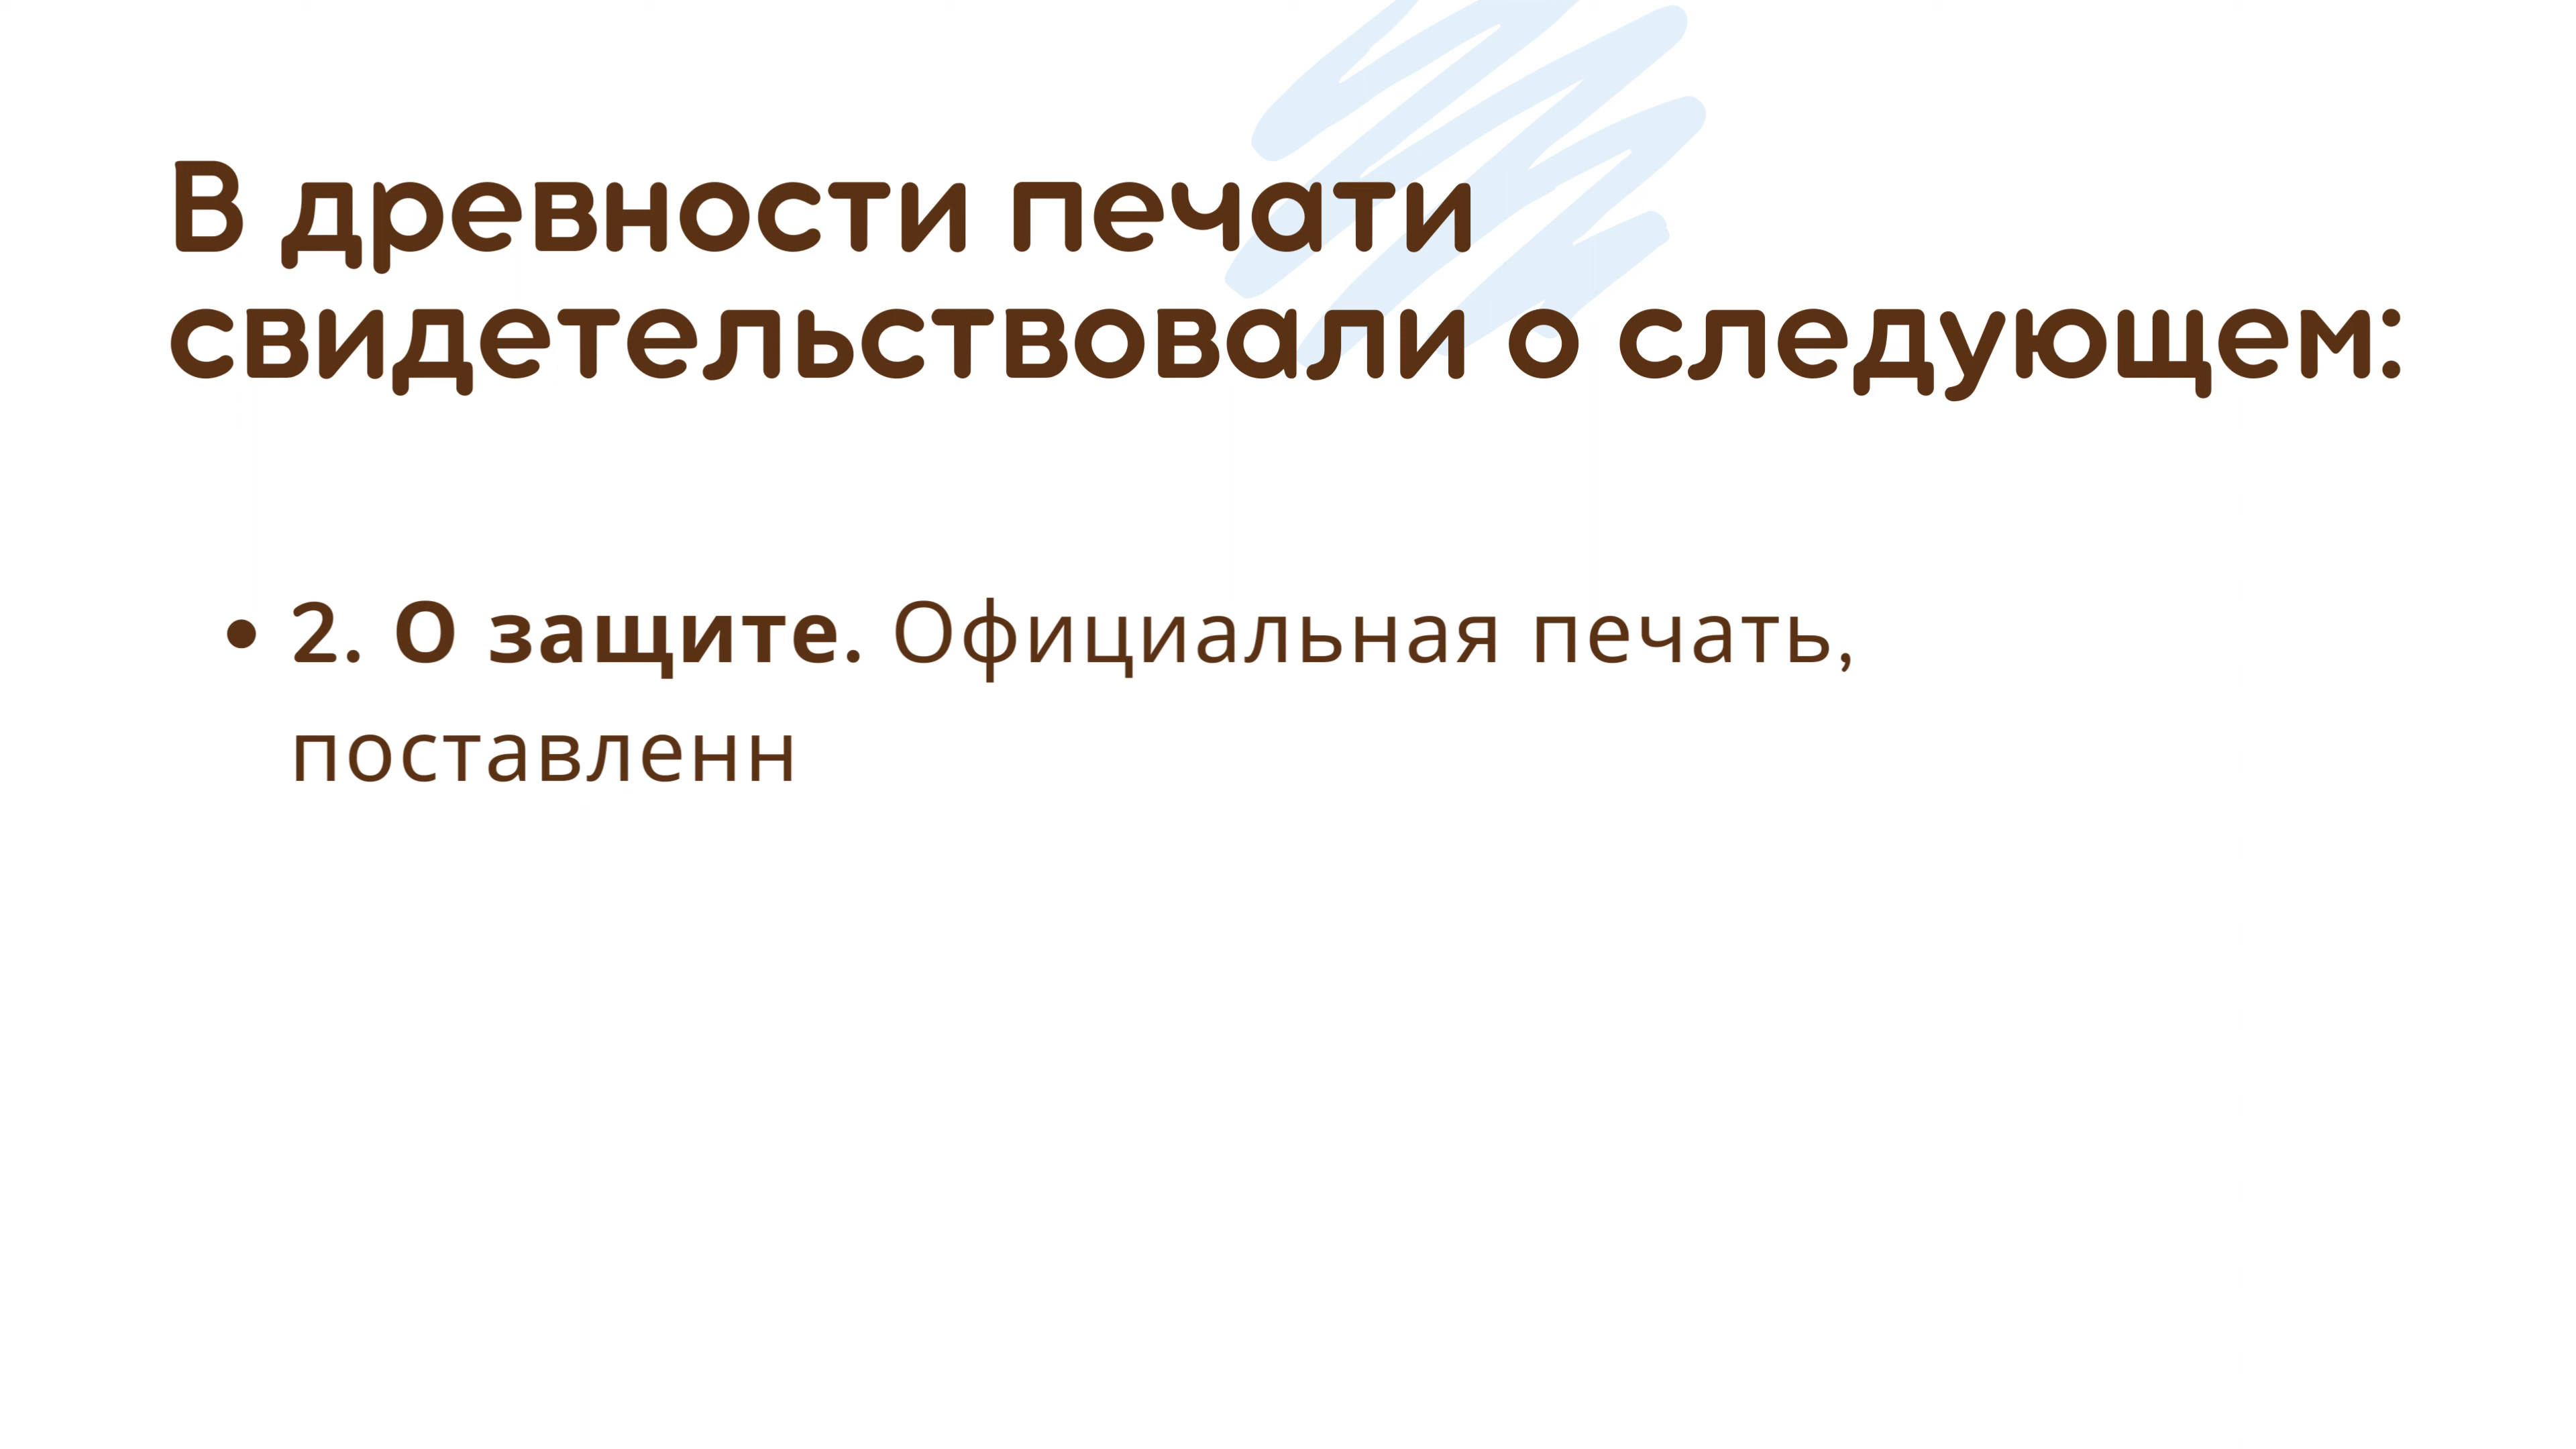 В древности печати
свидетельствовали о следующем:
• 2. О защите. Официальная печать,
поставленн